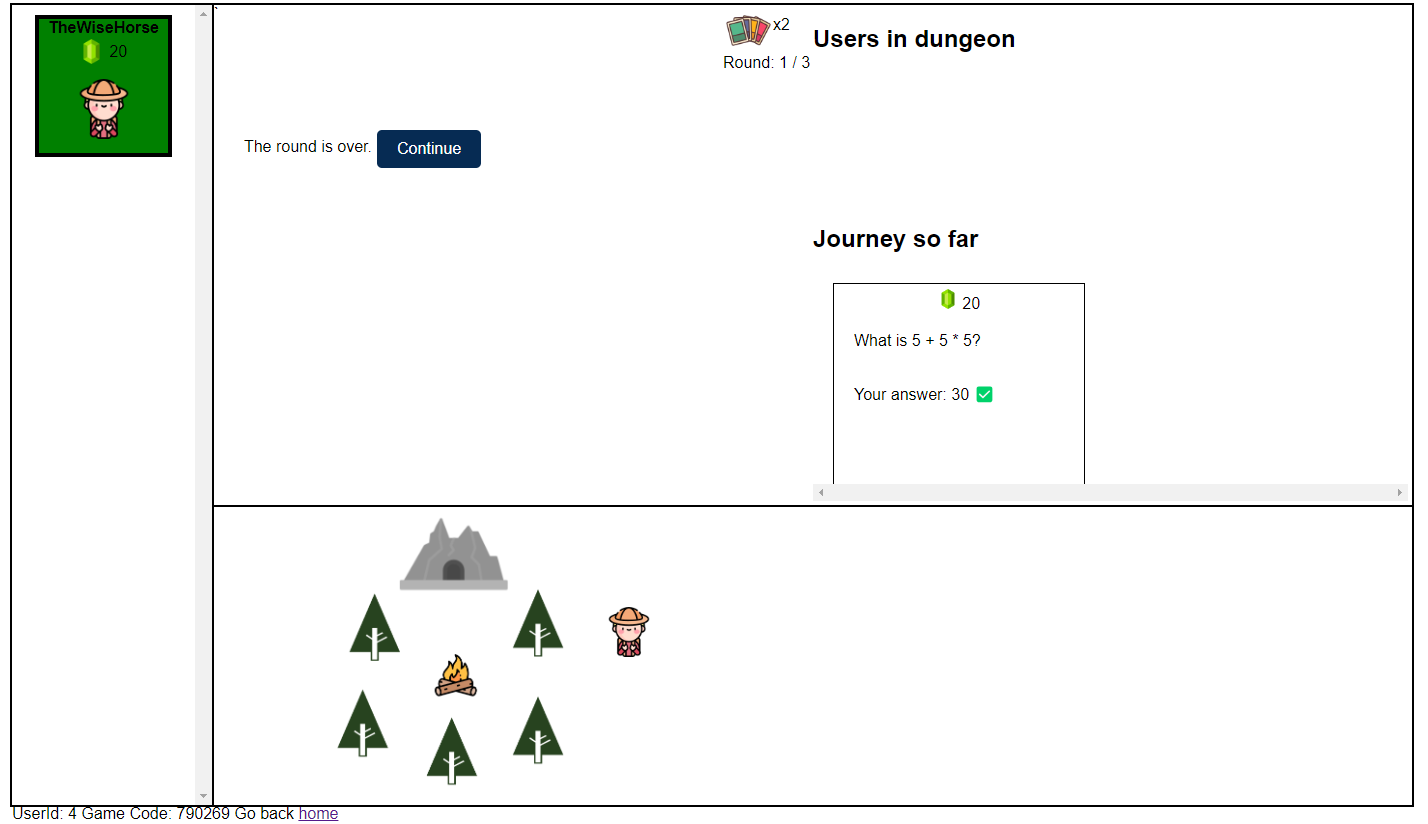 TheWiseHorse
20
x2
Round: 1 / 3
Users in dungeon
The round is over. Continue
Journey so far
20
What is 5 + 5 * 5?
Your answer: 30
UserId: 4 Game Code: 790269 Go back home